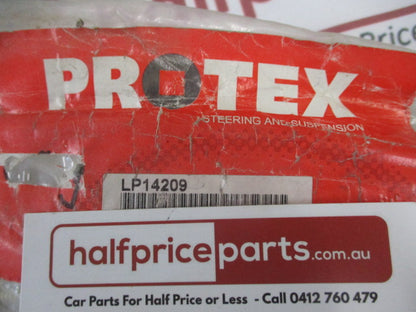 Price
PROTEX
STEERING AND SUSPENSION
LP14209
halfpriceparts.com.au
Car Parts For Half Price or Less - Call 0412 760 479